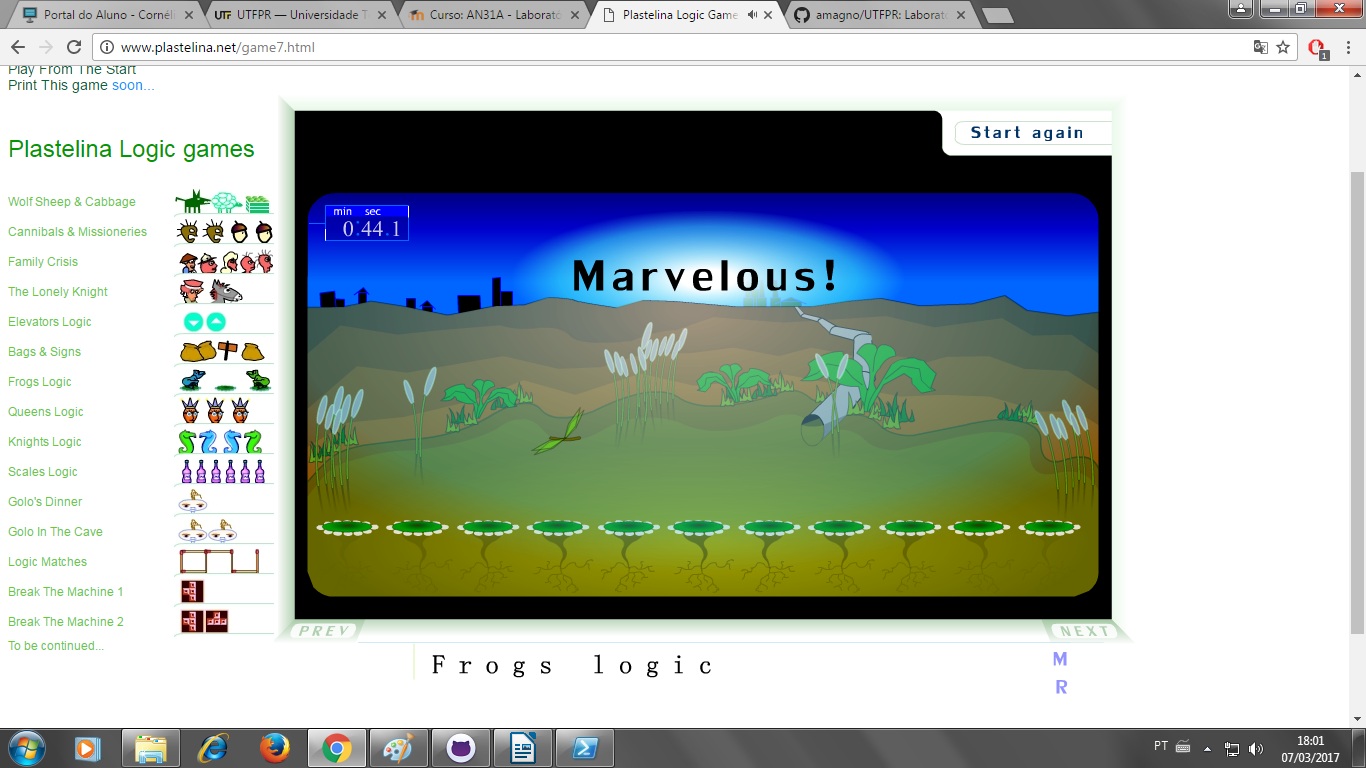 Portal do Aluno - Cornéli
UTFPR — Universidade T
Curso: AN31A - Laborató
Plastelina Logic Game
amagno/UTFPR: Laborato
www.plastelina.net/game7.html
1
Play From The Start
Print This game soon...
Start again
Plastelina Logic games
min sec
0:44.1
Marvelous!
Wolf Sheep & Cabbage
Cannibals & Missioneries
Family Crisis
The Lonely Knight
Elevators Logic
Bags & Signs
Frogs Logic
Queens Logic
Knights Logic
Scales Logic
Golo's Dinner
Golo In The Cave
Logic Matches
Break The Machine 1
Break The Machine 2
To be continued...
PREV
NEXT
Frogs logic
M
R
PT
18:01
07/03/2017